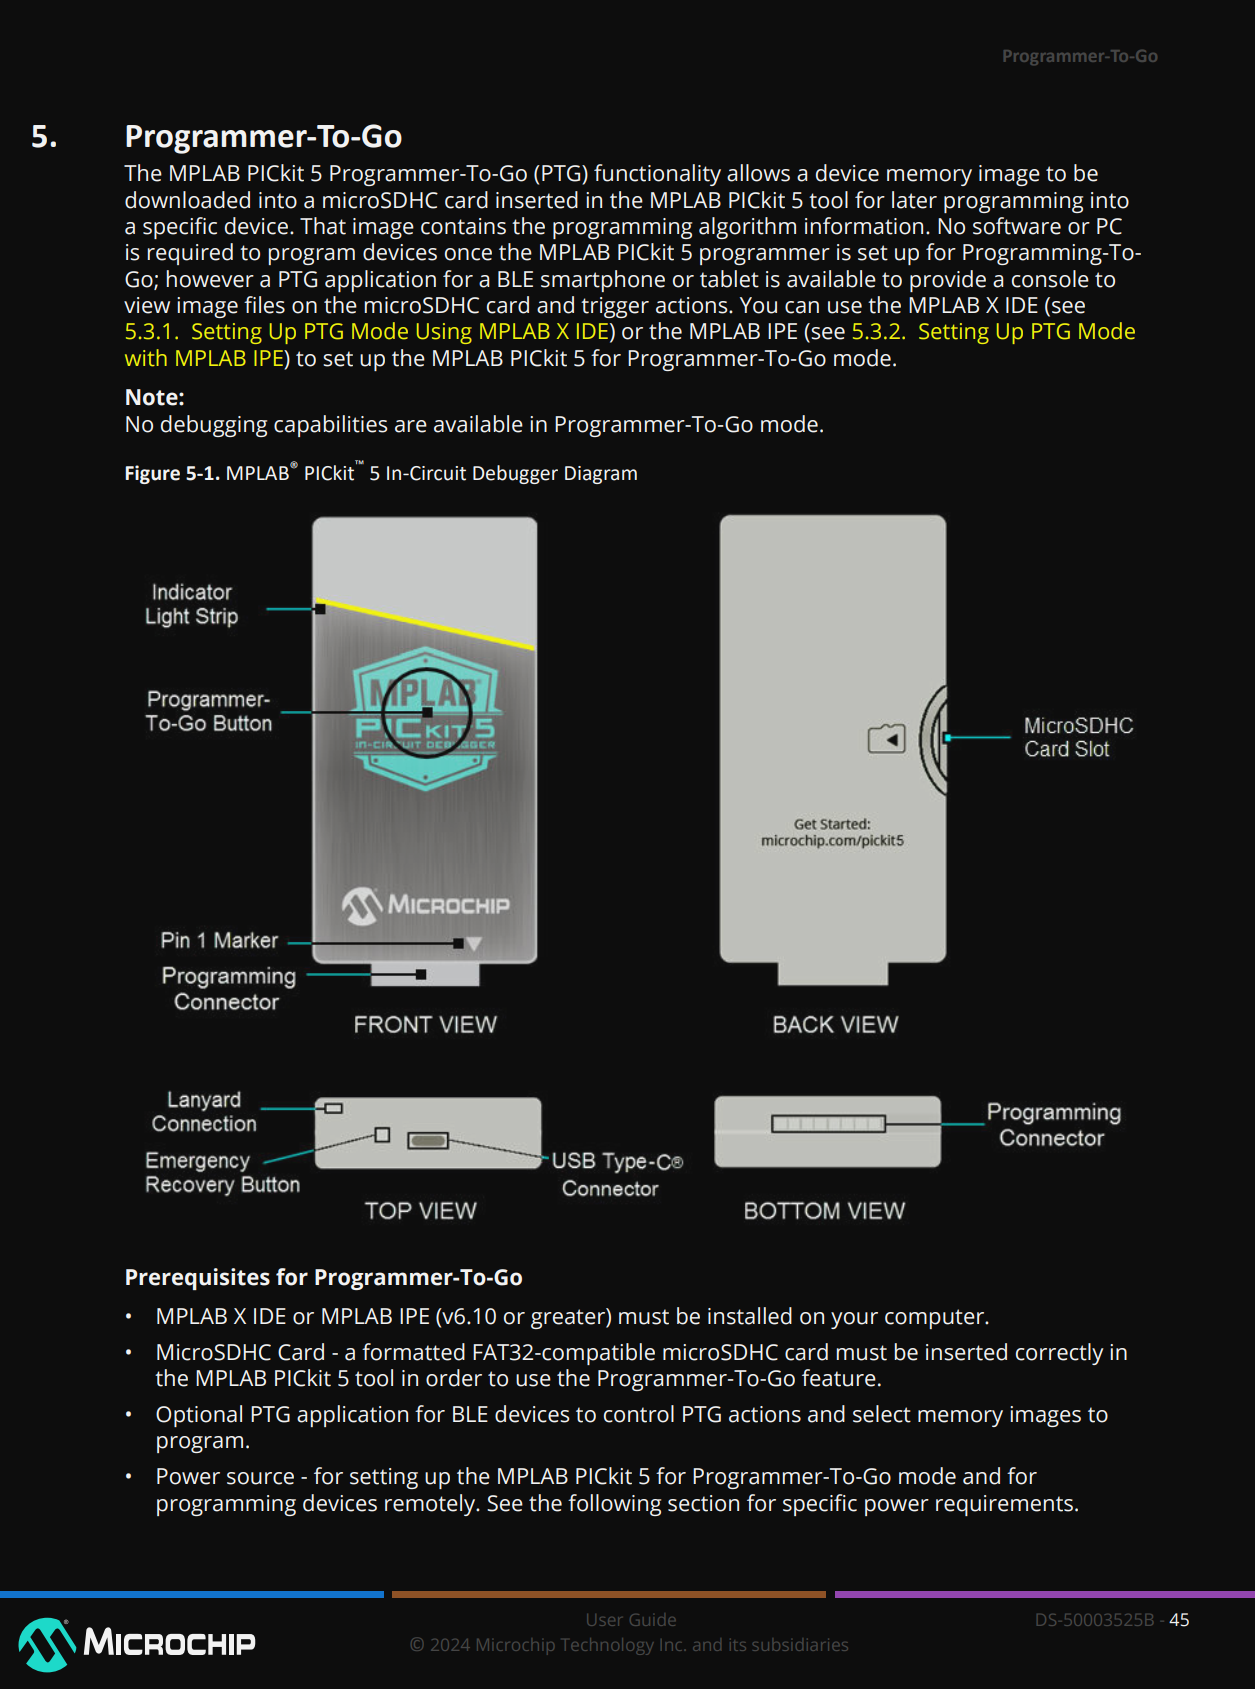 Programmer-To-Go
5. Programmer-To-Go
The MPLAB PICkit 5 Programmer-To-Go (PTG) functionality allows a device memory image to be
downloaded into a microSDHC card inserted in the MPLAB PICkit 5 tool for later programming into
a specific device. That image contains the programming algorithm information. No software or PC
is required to program devices once the MPLAB PICkit 5 programmer is set up for Programming-To-
Go; however a PTG application for a BLE smartphone or tablet is available to provide a console to
view image files on the microSDHC card and trigger actions. You can use the MPLAB X IDE (see
5.3.1. Setting Up PTG Mode Using MPLAB X IDE) or the MPLAB IPE (see 5.3.2. Setting Up PTG Mode
with MPLAB IPE) to set up the MPLAB PICkit 5 for Programmer-To-Go mode.
Note:
No debugging capabilities are available in Programmer-To-Go mode.
Figure 5-1. MPLAB® PICkit™ 5 In-Circuit Debugger Diagram
Indicator
Light Strip
Programmer-
To-Go Button
MPLAB®
PICKIT 5
IN-CIRCUIT DEBUGGER
MICROCHIP
Pin 1 Marker
Programming
Connector
FRONT VIEW
MicroSDHC
Card Slot
Get Started:
microchip.com/pickit5
BACK VIEW
Lanyard
Connection
Emergency
Recovery Button
USB Type-C®
Connector
TOP VIEW
Programming
Connector
BOTTOM VIEW
Prerequisites for Programmer-To-Go
• MPLAB X IDE or MPLAB IPE (v6.10 or greater) must be installed on your computer.
• MicroSDHC Card - a formatted FAT32-compatible microSDHC card must be inserted correctly in
the MPLAB PICkit 5 tool in order to use the Programmer-To-Go feature.
• Optional PTG application for BLE devices to control PTG actions and select memory images to
program.
• Power source - for setting up the MPLAB PICkit 5 for Programmer-To-Go mode and for
programming devices remotely. See the following section for specific power requirements.
MICROCHIP
User Guide
© 2024 Microchip Technology Inc. and its subsidiaries
DS-50003525B - 45